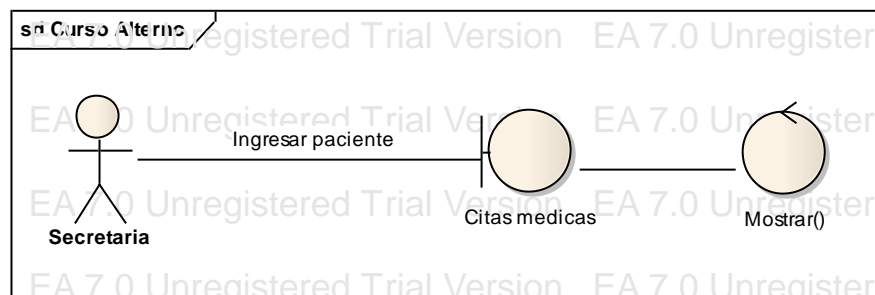 sd Curso Alterno
EA 7.0 Unregistered Trial Version EA 7.0 Unregister
EA 7.0 Unregistered Trial Version EA 7.0 Unregister
Ingresar paciente
EA 7.0 Unregistered Trial Version EA 7.0 Unregister
Citas medicas
Mostrar()
Secretaria
EA 7.0 Unregistered Trial Version EA 7.0 Unregister